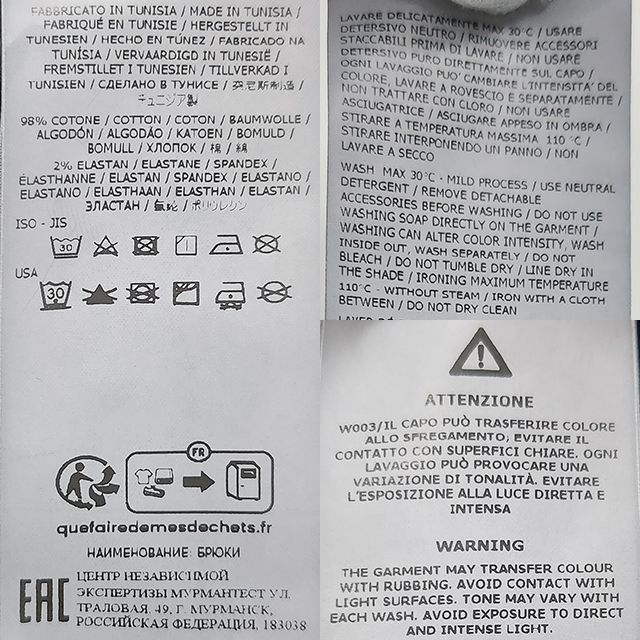 FABBRICATO IN TUNISIA / MADE IN TUNISIA /
FABRIQUÉ EN TUNISIE / HERGESTELLT IN
TUNESIEN / HECHO EN TÚNEZ / FABRICADO NA
TUNÍSIA / VERVAARDIGD IN TUNESIË /
FREMSTILLET I TUNESIEN / TILLVERKAD I
TUNISIEN / СДЕЛАНО В ТУНИСЕ / 突尼斯制造 /
チュニジア製
98% COTONE / COTTON / COTON / BAUMWOLLE /
ALGODÓN / ALGODÃO / KATOEN / BOMULD /
BOMULL / ХЛОПОК / 棉 / 綿
2% ELASTAN / ELASTANE / SPANDEX /
ÉLASTHANNE / ELASTAN / SPANDEX / ELASTANO /
ELASTANO / ELASTHAAN / ELASTHAN / ELASTAN /
ЭЛАСТАН / 氨纶 / ポリウレタン
ISO - JIS
30
USA
30
FR
quefairedemesdechets.fr
НАИМЕНОВАНИЕ: БРЮКИ
EAC
ЦЕНТР НЕЗАВИСИМОЙ
ЭКСПЕРТИЗЫ МУРМАНТЕСТ УЛ.
ТРАЛОВАЯ, 49, Г. МУРМАНСК,
РОССИЙСКАЯ ФЕДЕРАЦИЯ, 183038
LAVARE DELICATAMENTE MAX 30°C / USARE
DETERSIVO NEUTRO / RIMUOVERE ACCESSORI
STACCABILI PRIMA DI LAVARE / NON USARE
DETERSIVO PURO DIRETTAMENTE SUL CAPO /
OGNI LAVAGGIO PUO' CAMBIARE L'INTENSITA' DEL
COLORE, LAVARE A ROVESCIO E SEPARATAMENTE /
NON TRATTARE CON CLORO / NON USARE
ASCIUGATRICE / ASCIUGARE APPESO IN OMBRA /
STIRARE A TEMPERATURA MASSIMA 110 °C /
STIRARE INTERPONENDO UN PANNO / NON
LAVARE A SECCO
WASH MAX 30°C - MILD PROCESS / USE NEUTRAL
DETERGENT / REMOVE DETACHABLE
ACCESSORIES BEFORE WASHING / DO NOT USE
WASHING SOAP DIRECTLY ON THE GARMENT /
WASHING CAN ALTER COLOR INTENSITY, WASH
INSIDE OUT, WASH SEPARATELY / DO NOT
BLEACH / DO NOT TUMBLE DRY / LINE DRY IN
THE SHADE / IRONING MAXIMUM TEMPERATURE
110°C - WITHOUT STEAM / IRON WITH A CLOTH
BETWEEN / DO NOT DRY CLEAN
ATTENZIONE
W003/IL CAPO PUÒ TRASFERIRE COLORE
ALLO SFREGAMENTO; EVITARE IL
CONTATTO CON SUPERFICI CHIARE. OGNI
LAVAGGIO PUÒ PROVOCARE UNA
VARIAZIONE DI TONALITÀ. EVITARE
L'ESPOSIZIONE ALLA LUCE DIRETTA E
INTENSA
WARNING
THE GARMENT MAY TRANSFER COLOUR
WITH RUBBING. AVOID CONTACT WITH
LIGHT SURFACES. TONE MAY VARY WITH
EACH WASH. AVOID EXPOSURE TO DIRECT
AND INTENSE LIGHT.